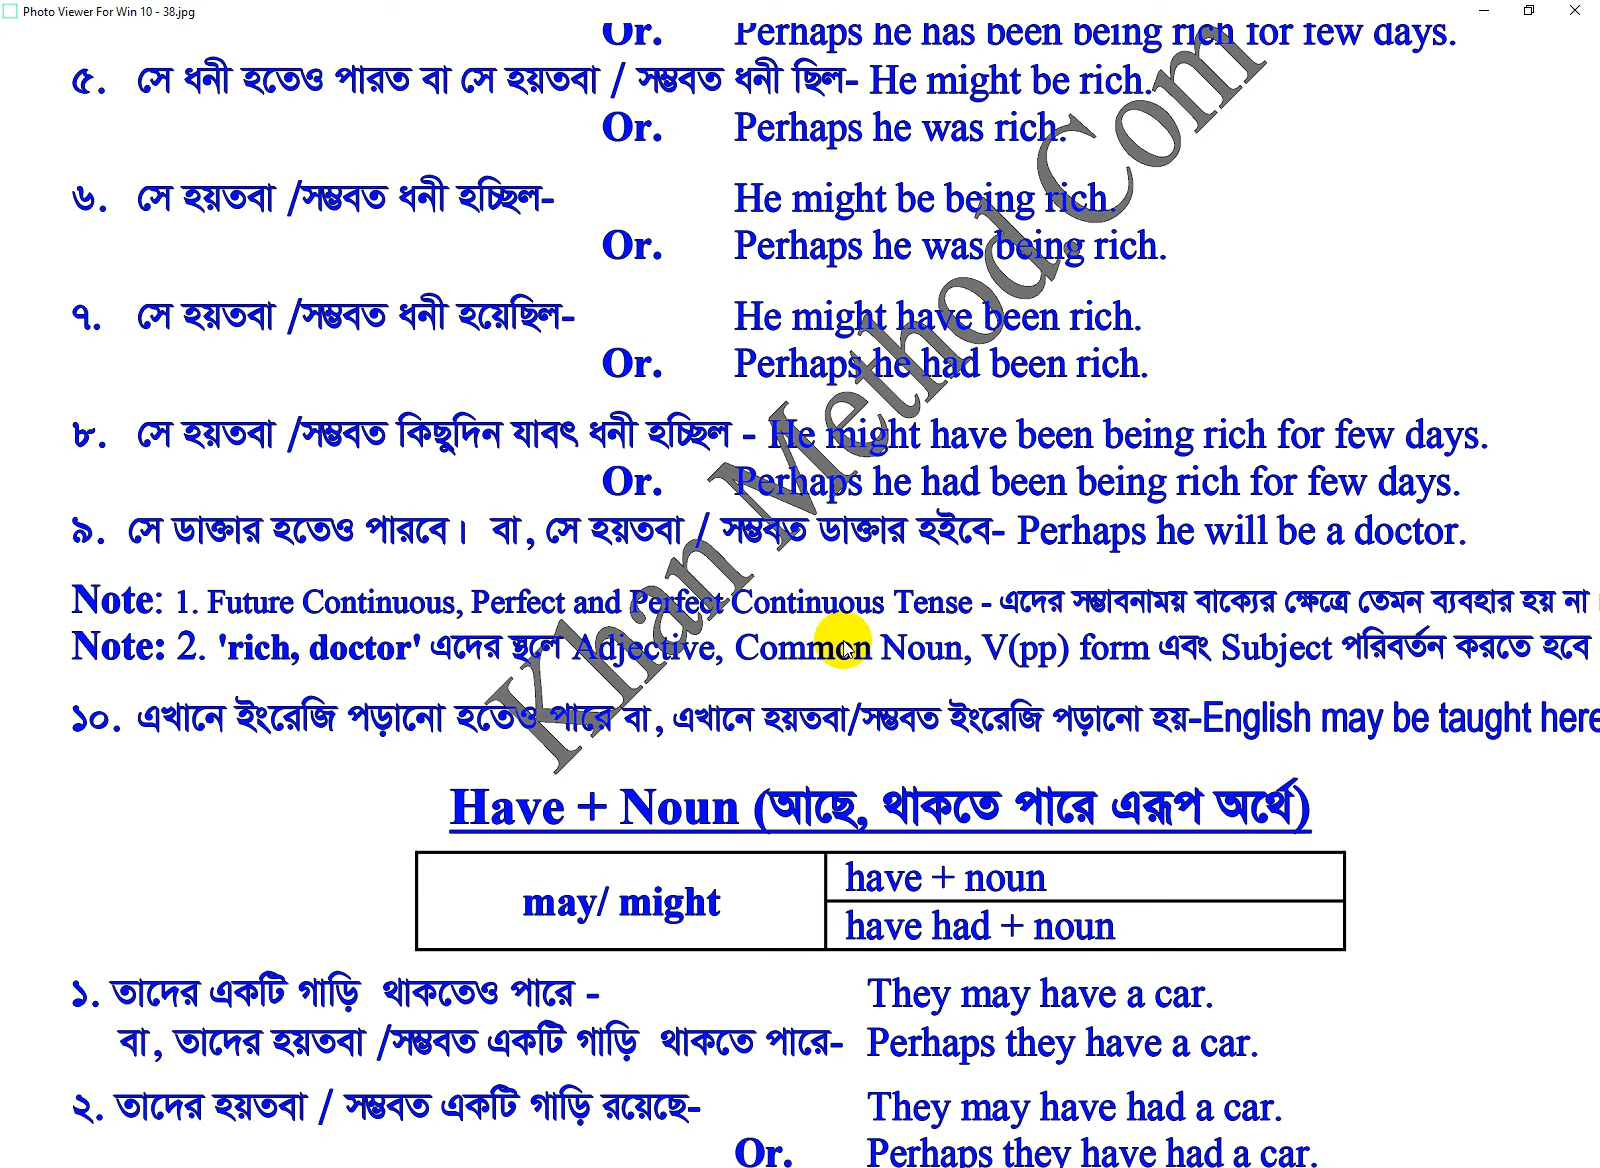 Photo Viewer For Win 10 - 38.jpg
Or. Perhaps he has been being rich for few days.
৫. সে ধনী হতেও পারত বা সে হয়তবা / সম্ভবত ধনী ছিল- He might be rich.
Or. Perhaps he was rich.
৬. সে হয়তবা /সম্ভবত ধনী হচ্ছিল- He might be being rich.
Or. Perhaps he was being rich.
৭. সে হয়তবা /সম্ভবত ধনী হয়েছিল- He might have been rich.
Or. Perhaps he had been rich.
৮. সে হয়তবা /সম্ভবত কিছুদিন যাবৎ ধনী হচ্ছিল - He might have been being rich for few days.
Or. Perhaps he had been being rich for few days.
৯. সে ডাক্তার হতেও পারবে। বা, সে হয়তবা / সম্ভবত ডাক্তার হইবে- Perhaps he will be a doctor.
Note: 1. Future Continuous, Perfect and Perfect Continuous Tense - এদের সম্ভাবনাময় বাক্যের ক্ষেত্রে তেমন ব্যবহার হয় না।
Note: 2. 'rich, doctor' এদের স্থলে Adjective, Common Noun, V(pp) form এবং Subject পরিবর্তন করতে হবে
১০. এখানে ইংরেজি পড়ানো হতেও পারে বা, এখানে হয়তবা/সম্ভবত ইংরেজি পড়ানো হয়-English may be taught here
Have + Noun (আছে, থাকতে পারে এরূপ অর্থে)
may/ might
have + noun
have had + noun
১. তাদের একটি গাড়ি থাকতেও পারে - They may have a car.
বা, তাদের হয়তবা /সম্ভবত একটি গাড়ি থাকতে পারে- Perhaps they have a car.
২. তাদের হয়তবা / সম্ভবত একটি গাড়ি রয়েছে- They may have had a car.
Or. Perhaps they have had a car.
Khan Method.Com